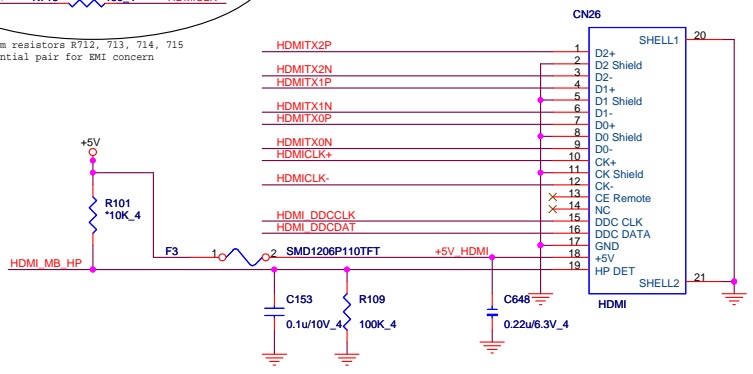 m resistors R712, 713, 714, 715
ntial pair for EMI concern
CN26
HDMITX2P
1
D2+
SHELL1
20
2
D2 Shield
HDMITX2N
3
D2-
HDMITX1P
4
D1+
5
D1 Shield
HDMITX1N
6
D1-
HDMITX0P
7
D0+
8
D0 Shield
HDMITX0N
9
D0-
HDMICLK+
10
CK+
11
CK Shield
HDMICLK-
12
CK-
13
CE Remote
14
NC
HDMI_DDCCLK
15
DDC CLK
HDMI_DDCDAT
16
DDC DATA
17
GND
+5V_HDMI
18
+5V
19
HP DET
SHELL2
21
HDMI
+5V
R101
*10K_4
F3
1
2
SMD1206P110TFT
HDMI_MB_HP
C153
0.1u/10V_4
R109
100K_4
C648
0.22u/6.3V_4